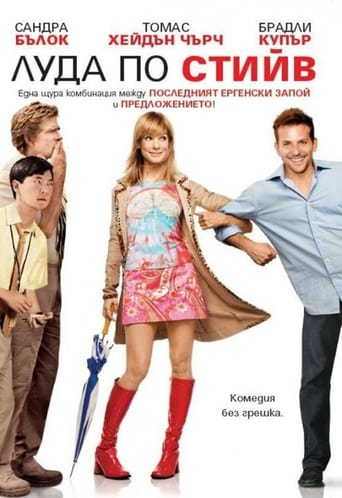 САНДРА БЪЛОК
ТОМАС ХЕЙДЪН ЧЪРЧ
БРАДЛИ КУПЪР
ЛУДА ПО СТИЙВ
Една щура комбинация между ПОСЛЕДНИЯТ ЕРГЕНСКИ ЗАПОЙ
и ПРЕДЛОЖЕНИЕТО!
Комедия
без грешка.